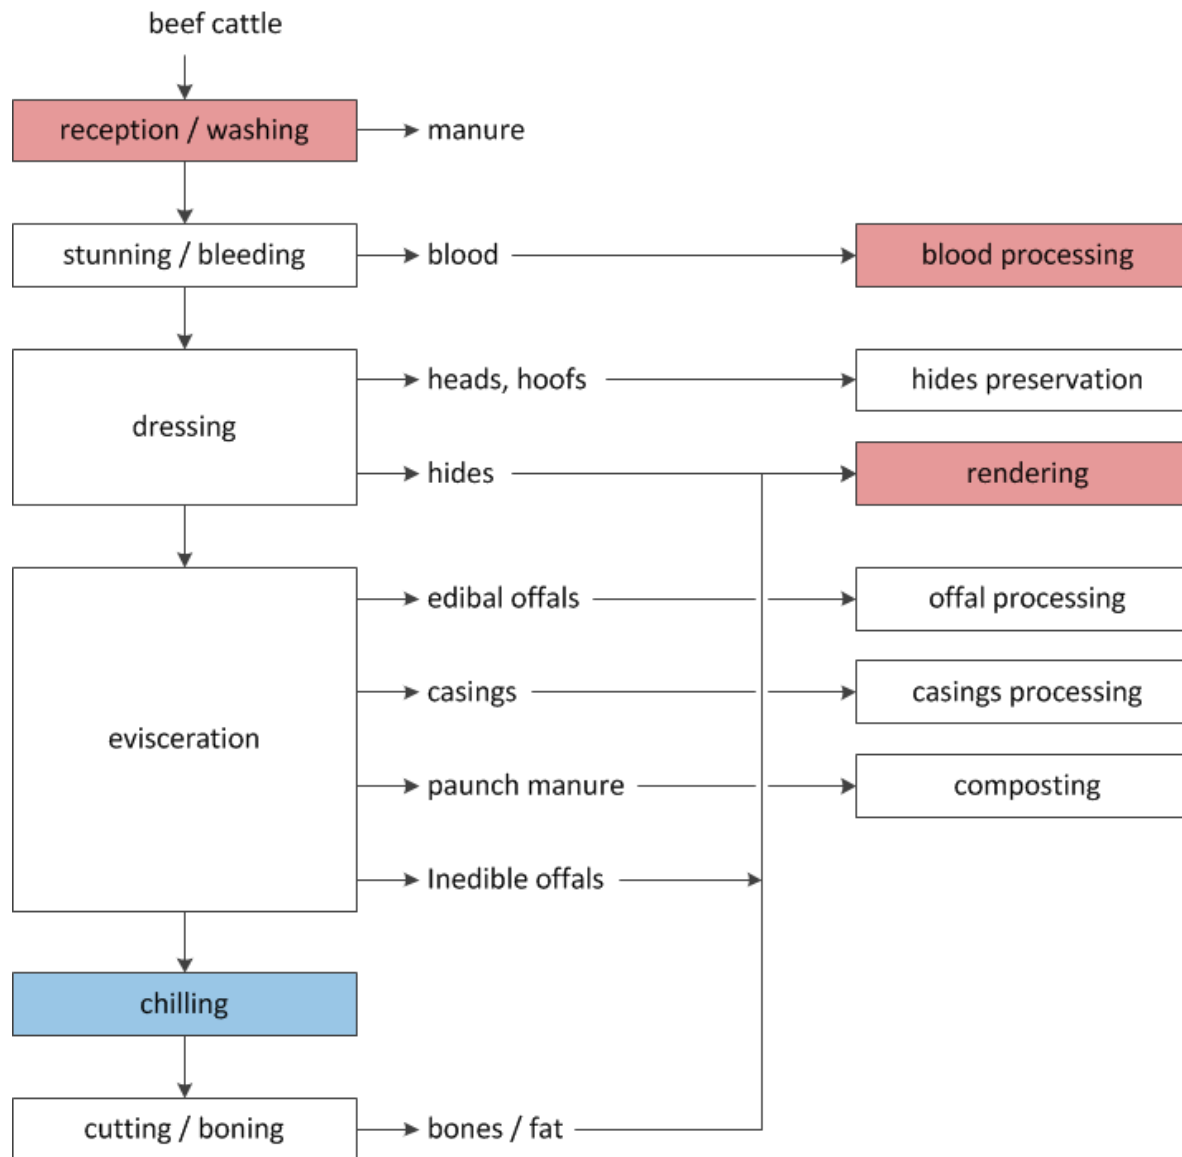 beef cattle
reception / washing
manure
stunning / bleeding
blood
blood processing
dressing
heads, hoofs
hides preservation
hides
rendering
evisceration
edibal offals
offal processing
casings
casings processing
paunch manure
composting
Inedible offals
chilling
cutting / boning
bones / fat